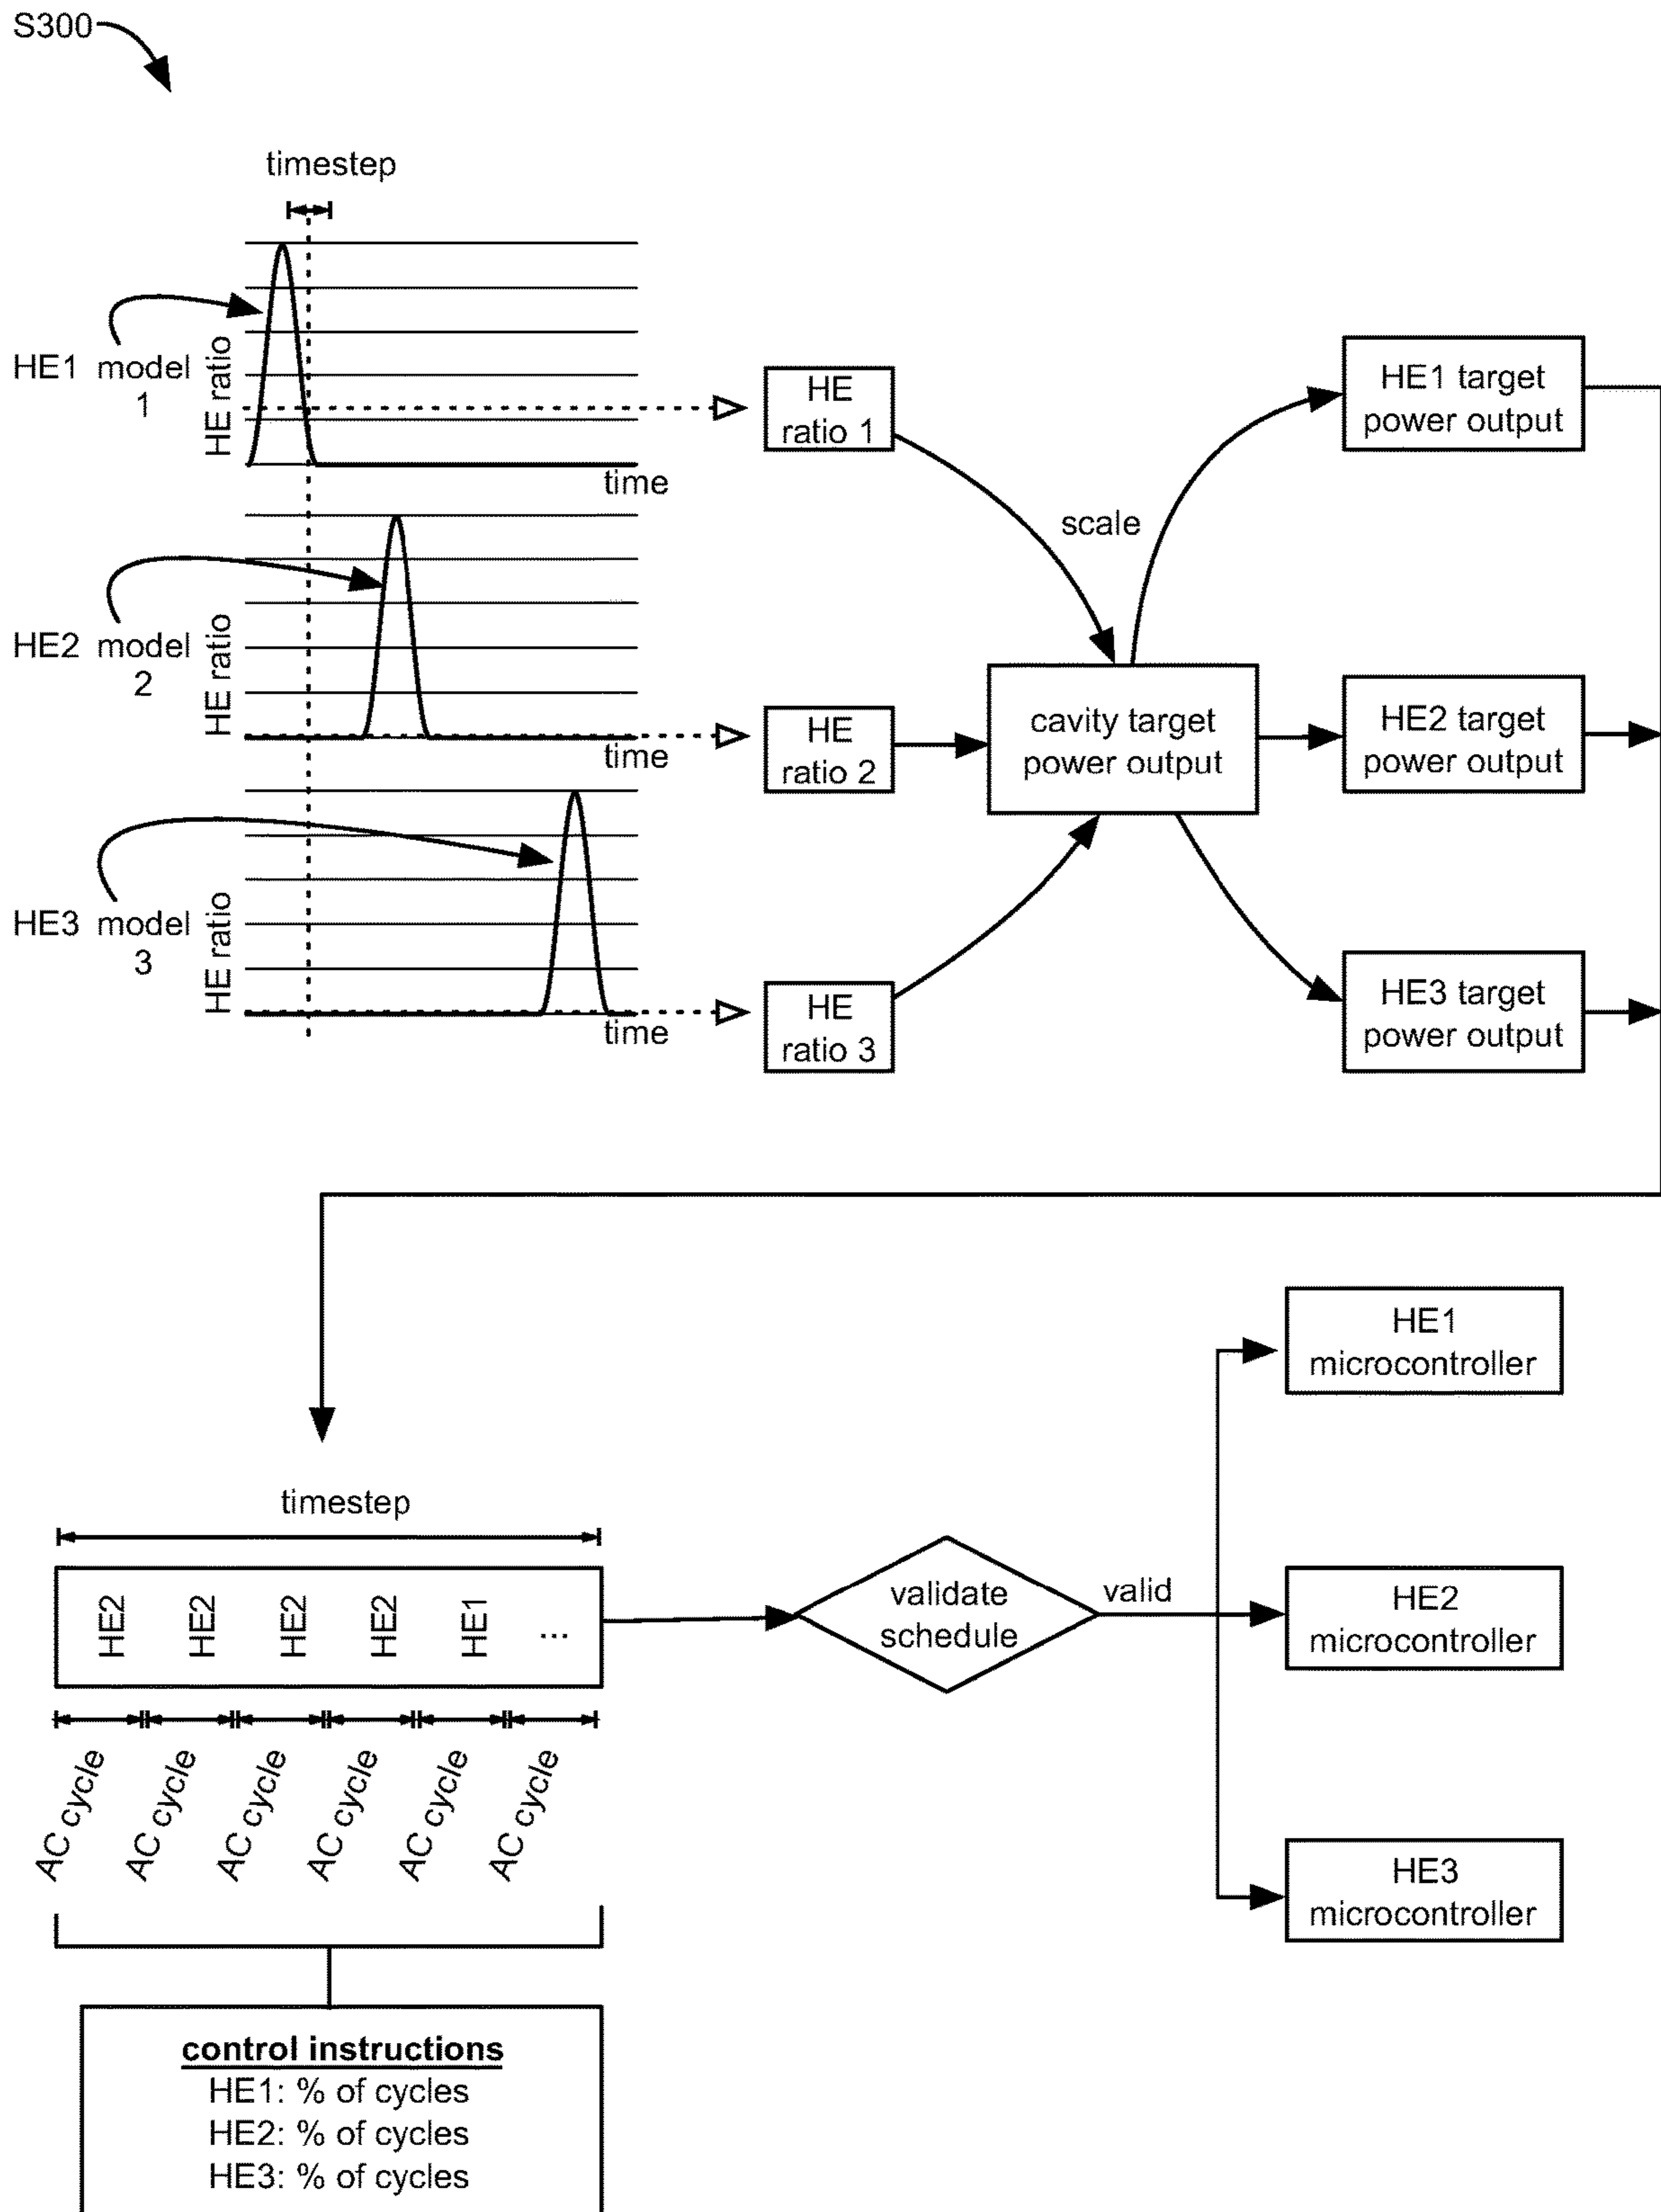 S300
timestep
HE1 model
1
HE ratio
time
HE
ratio 1
HE1 target
power output
scale
HE2 model
2
HE ratio
time
HE
ratio 2
cavity target
power output
HE2 target
power output
HE3 model
3
HE ratio
time
HE
ratio 3
HE3 target
power output
timestep
HE2 HE2 HE2 HE2 HE1 ...
AC cycle AC cycle AC cycle AC cycle AC cycle AC cycle
validate
schedule
valid
HE1
microcontroller
HE2
microcontroller
HE3
microcontroller
control instructions
HE1: % of cycles
HE2: % of cycles
HE3: % of cycles